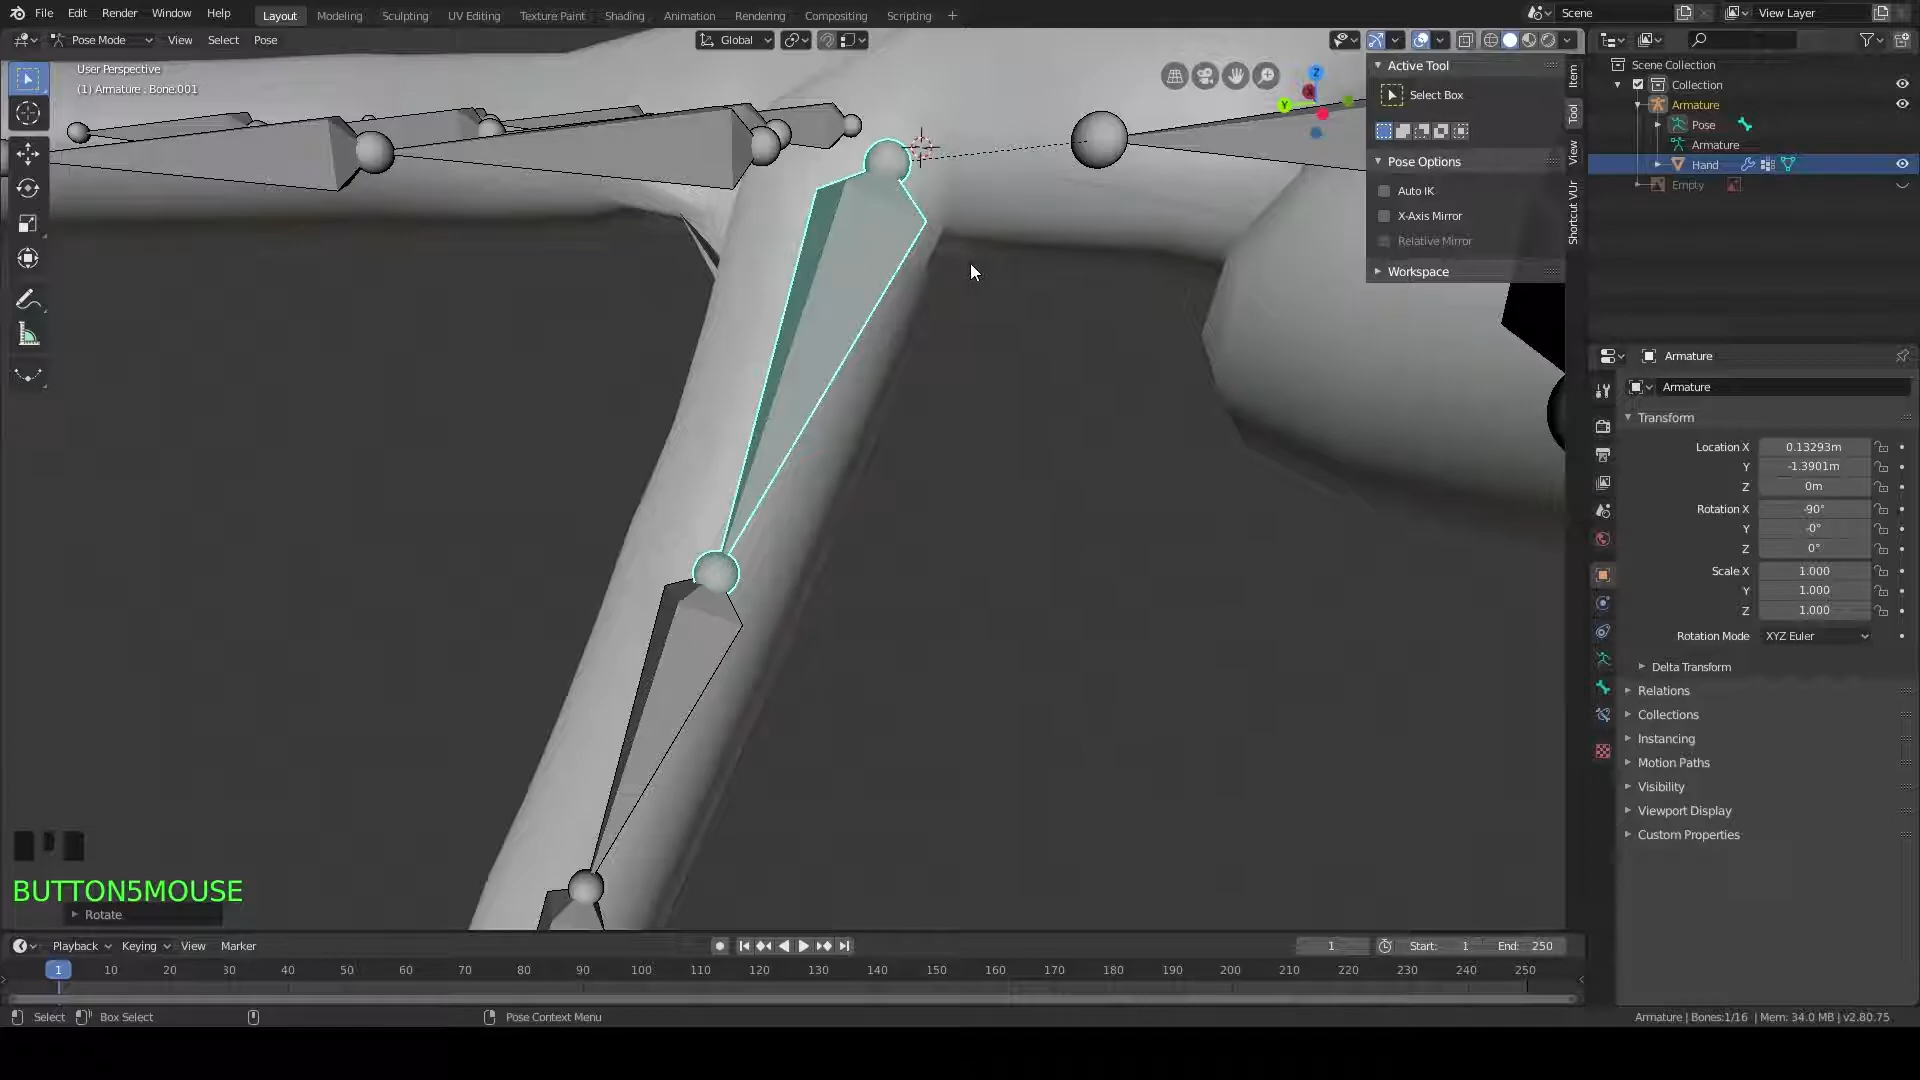 File Edit Render Window Help Layout Modeling Sculpting UV Editing Texture Paint Shading Animation Rendering Compositing Scripting + Scene View Layer
Pose Mode View Select Pose Global
User Perspective
(1) Armature : Bone.001
Z
Y
Active Tool
Select Box
Pose Options
Auto IK
X-Axis Mirror
Relative Mirror
Workspace
Item
Tool
View
Shortcut VUr
Scene Collection
Collection
Armature
Pose
Armature
Hand
Empty
Armature
Armature
Transform
Location X 0.13293m
Y -1.3901m
Z 0m
Rotation X -90°
Y -0°
Z 0°
Scale X 1.000
Y 1.000
Z 1.000
Rotation Mode XYZ Euler
Delta Transform
Relations
Collections
Instancing
Motion Paths
Visibility
Viewport Display
Custom Properties
BUTTON5MOUSE
Rotate
Playback Keying View Marker 1 Start: 1 End: 250
1 10 20 30 40 50 60 70 80 90 100 110 120 130 140 150 160 170 180 190 200 210 220 230 240 250
Select Box Select Pose Context Menu Armature | Bones:1/16 | Mem: 34.0 MB | v2.80.75